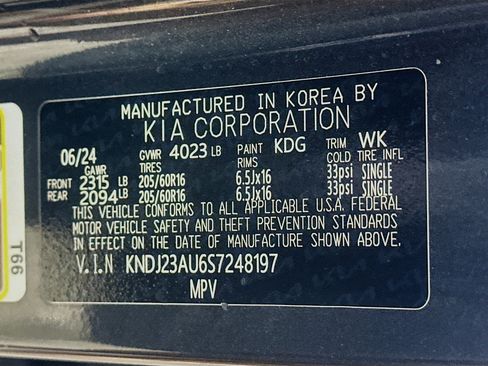 MANUFACTURED IN KOREA BY
KIA CORPORATION
06/24 GVWR 4023 LB PAINT KDG TRIM WK
GAWR TIRES RIMS COLD TIRE INFL
FRONT 2315 LB 205/60R16 6.5Jx16 33psi SINGLE
REAR 2094 LB 205/60R16 6.5Jx16 33psi SINGLE
THIS VEHICLE CONFORMS TO ALL APPLICABLE U.S.A. FEDERAL
MOTOR VEHICLE SAFETY AND THEFT PREVENTION STANDARDS
IN EFFECT ON THE DATE OF MANUFACTURE SHOWN ABOVE.
V.I.N KNDJ23AU6S7248197
MPV
T66